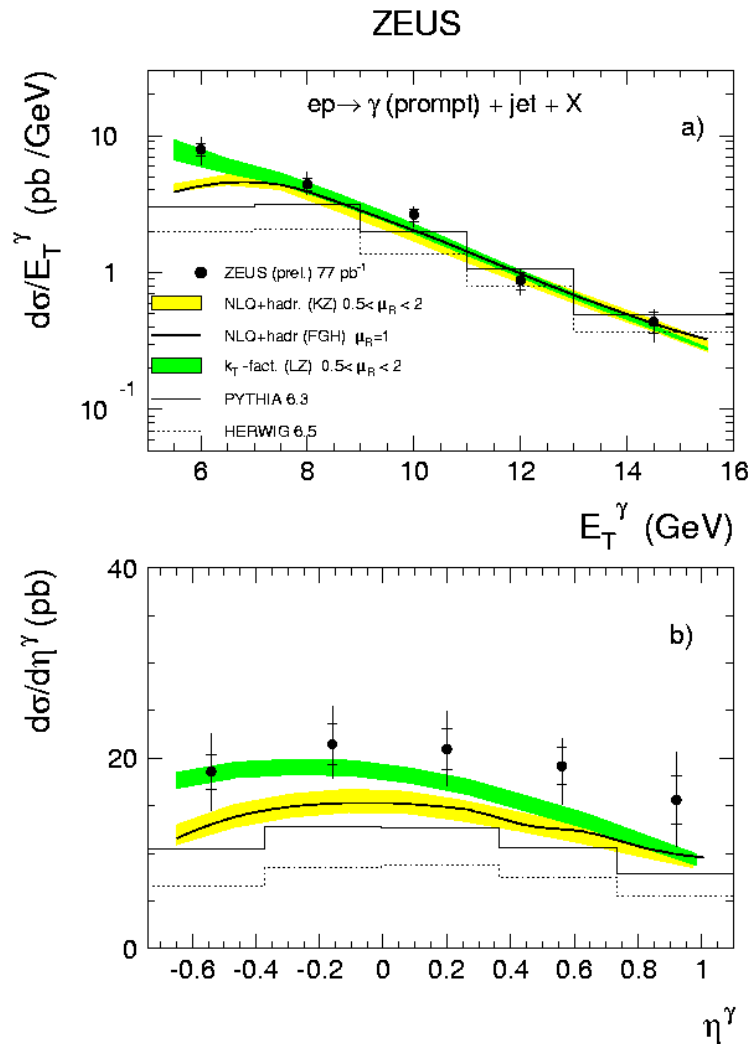 ZEUS
ep→ γ (prompt) + jet + X
a)
dσ/E_T^γ (pb /GeV)
10
1
10^-1
ZEUS (prel.) 77 pb^-1
NLO+hadr. (KZ) 0.5< μ_R < 2
NLO+hadr (FGH) μ_R=1
k_T -fact. (LZ) 0.5< μ_R < 2
PYTHIA 6.3
HERWIG 6.5
6 8 10 12 14 16
E_T^γ (GeV)
b)
dσ/dη^γ (pb)
40
20
0
-0.6 -0.4 -0.2 0 0.2 0.4 0.6 0.8 1
η^γ